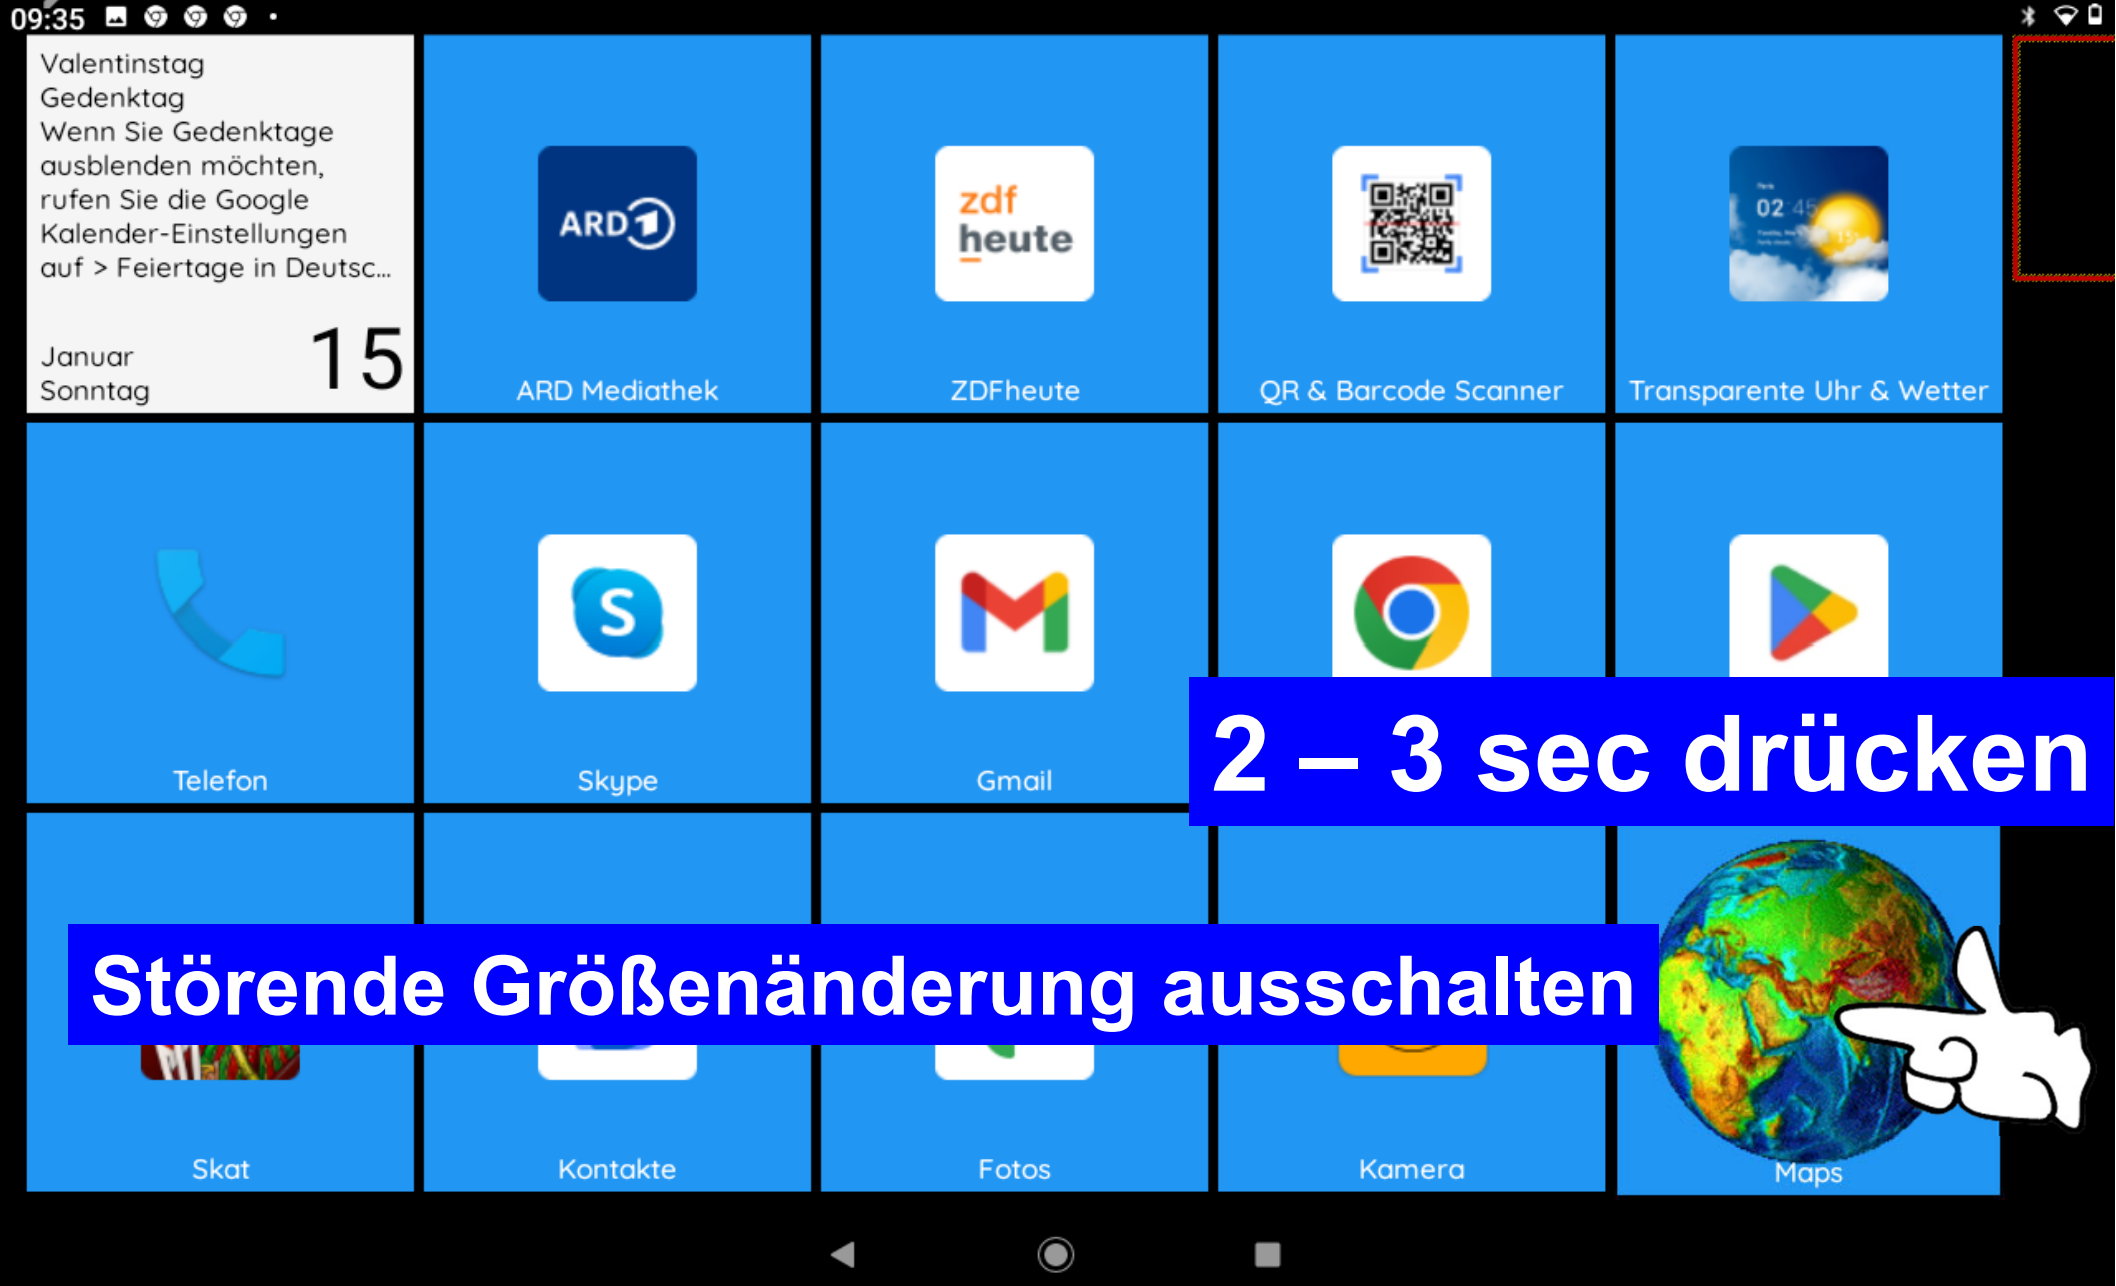 09:35
Valentinstag
Gedenktag
Wenn Sie Gedenktage
ausblenden möchten,
rufen Sie die Google
Kalender-Einstellungen
auf > Feiertage in Deutsc...
Januar
Sonntag
15
ARD 1
ARD Mediathek
zdf
heute
ZDFheute
QR & Barcode Scanner
02:45
Transparente Uhr & Wetter
Telefon
S
Skype
Gmail
2 – 3 sec drücken
Störende Größenänderung ausschalten
Skat
Kontakte
Fotos
Kamera
Maps